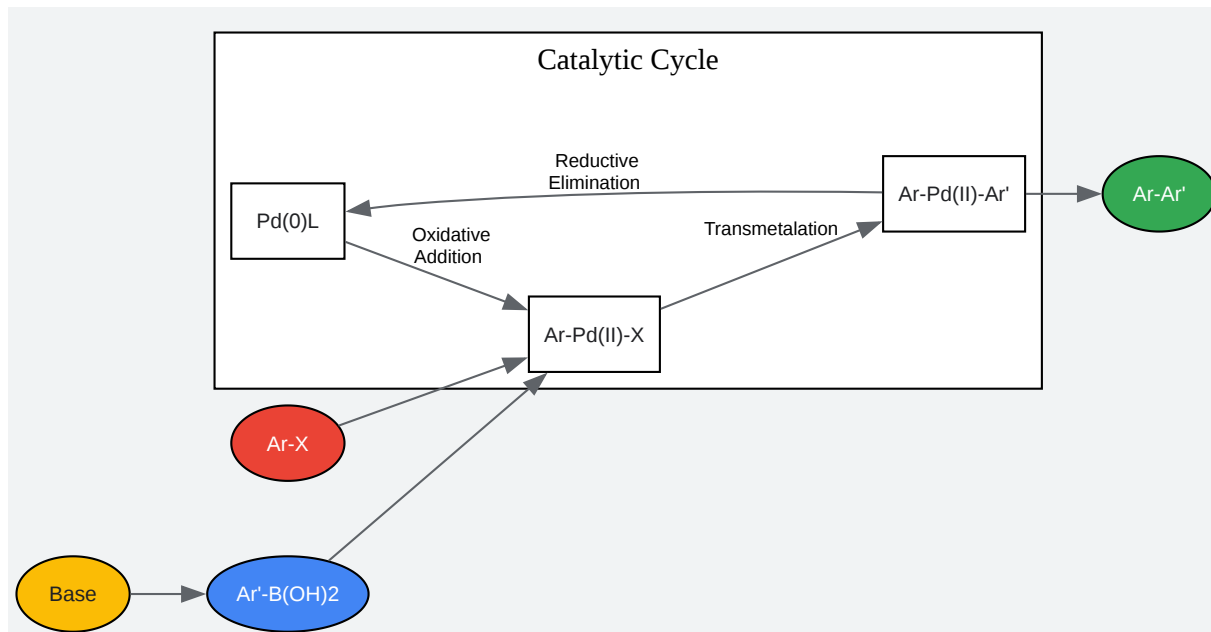 Catalytic Cycle
Reductive
Elimination
Ar-Pd(II)-Ar'
Ar-Ar'
Pd(0)L
Oxidative
Addition
Transmetalation
Ar-Pd(II)-X
Ar-X
Base
Ar'-B(OH)2